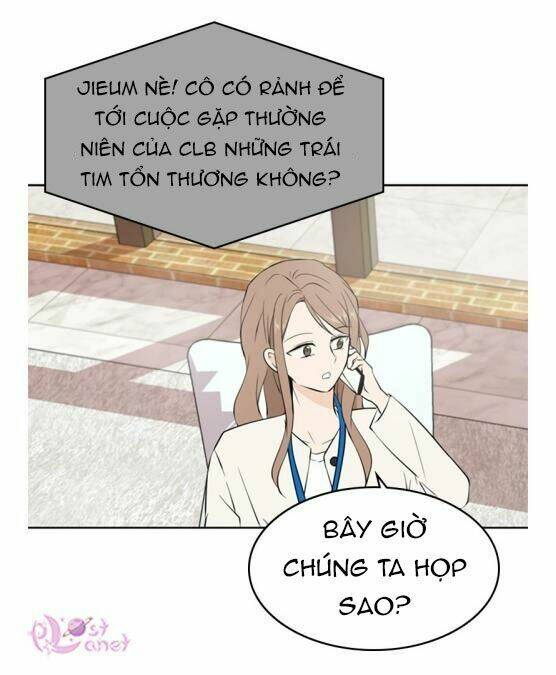 JIEUM NÈ! CÔ CÓ RẢNH ĐỂ
TỚI CUỘC GẶP THƯỜNG
NIÊN CỦA CLB NHỮNG TRÁI
TIM TỔN THƯƠNG KHÔNG?
BÂY GIỜ
CHÚNG TA HỌP
SAO?
Lost
Planet